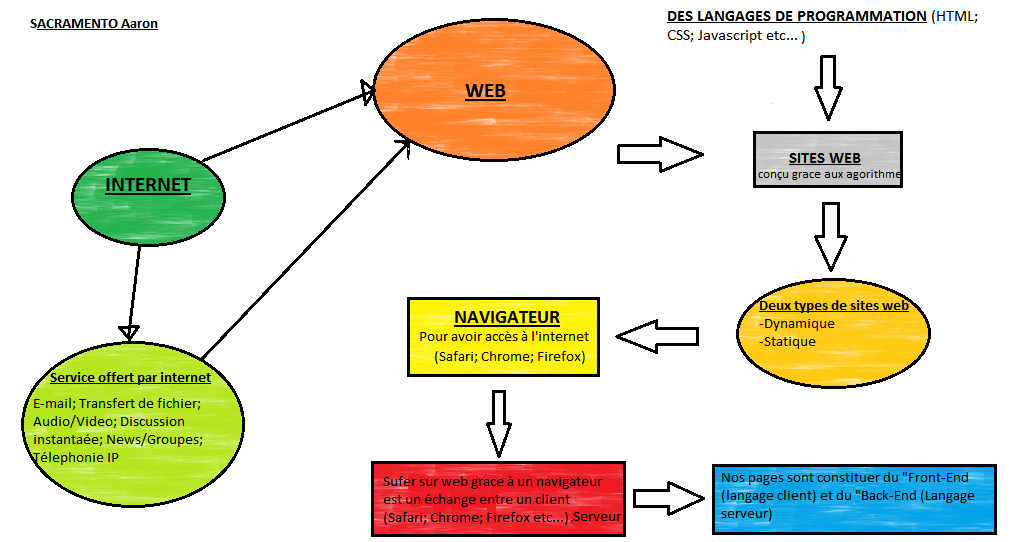 SACRAMENTO Aaron
DES LANGAGES DE PROGRAMMATION (HTML;
CSS; Javascript etc... )
WEB
INTERNET
SITES WEB
conçu grace aux agorithme
Service offert par internet
E-mail; Transfert de fichier;
Audio/Video; Discussion
instantaée; News/Groupes;
Télephonie IP
Deux types de sites web
-Dynamique
-Statique
NAVIGATEUR
Pour avoir accès à l'internet
(Safari; Chrome; Firefox)
Sufer sur web grace à un navigateur
est un échange entre un client
(Safari; Chrome; Firefox etc...),Serveur
Nos pages sont constituer du "Front-End
(langage client) et du "Back-End (Langage
serveur)